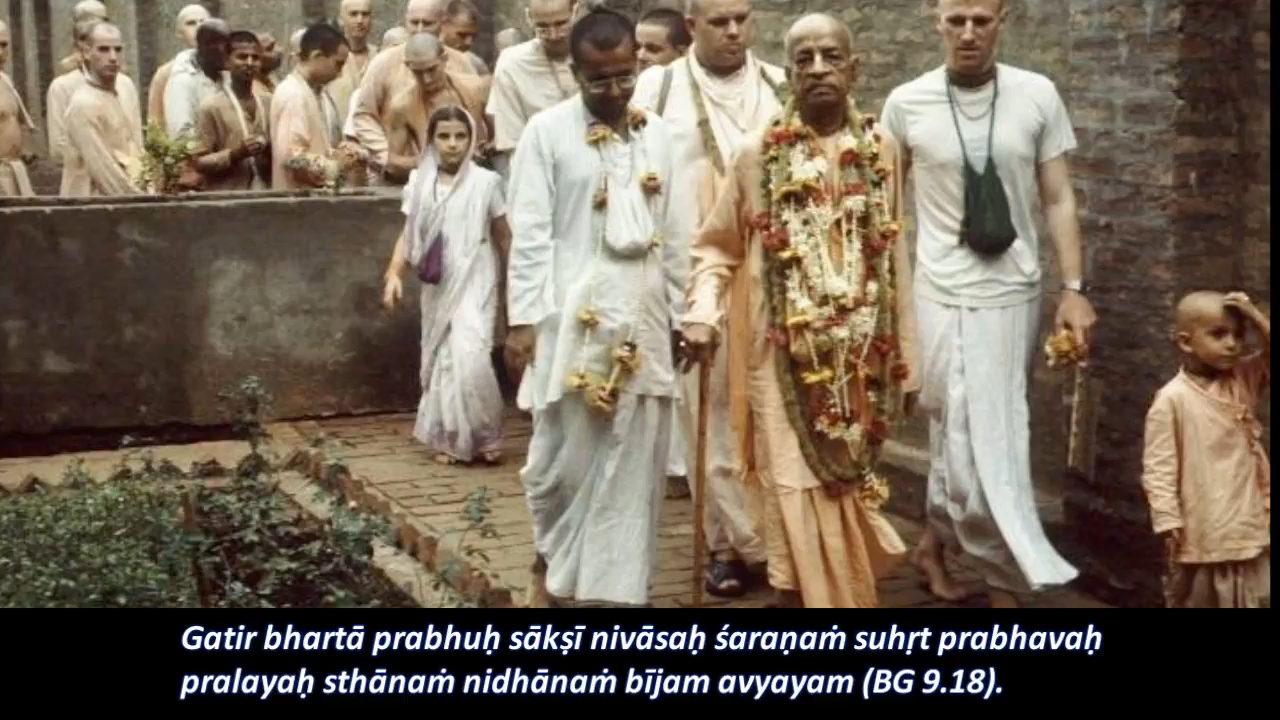 Gatir bhartā prabhuḥ sākṣī nivāsaḥ śaraṇaṁ suhṛt prabhavaḥ
pralayaḥ sthānaṁ nidhānaṁ bījam avyayam (BG 9.18).